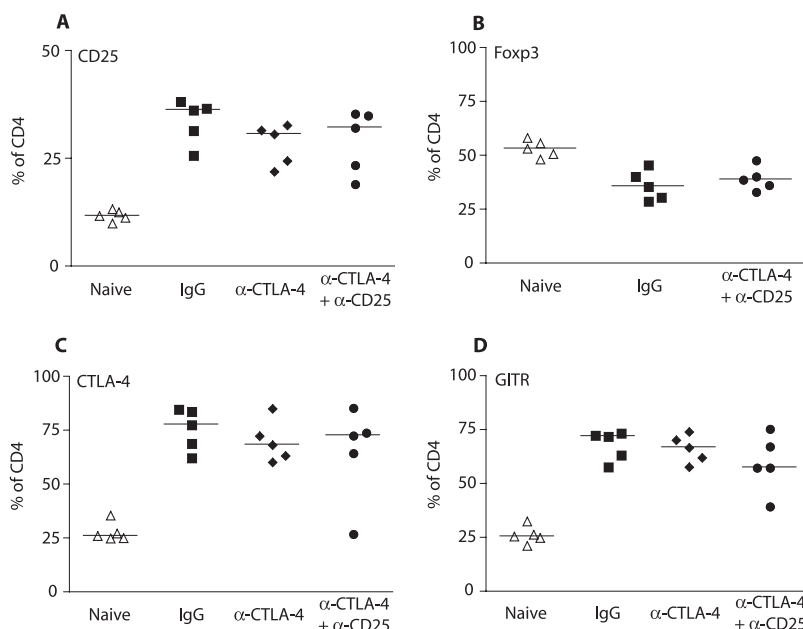 A
CD25
50
25
0
% of CD4
Naive
IgG
α-CTLA-4
α-CTLA-4
+ α-CD25
B
Foxp3
100
75
50
25
0
% of CD4
Naive
IgG
α-CTLA-4
+ α-CD25
C
CTLA-4
100
75
50
25
0
% of CD4
Naive
IgG
α-CTLA-4
α-CTLA-4
+ α-CD25
D
GITR
100
75
50
25
0
% of CD4
Naive
IgG
α-CTLA-4
α-CTLA-4
+ α-CD25